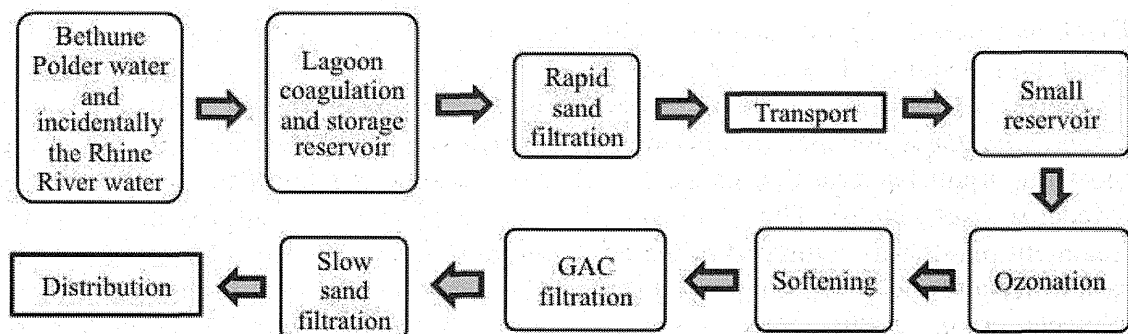 Bethune
Polder water
and
incidentally
the Rhine
River water
Lagoon
coagulation
and storage
reservoir
Rapid
sand
filtration
Transport
Small
reservoir
Ozonation
Softening
GAC
filtration
Slow
sand
filtration
Distribution